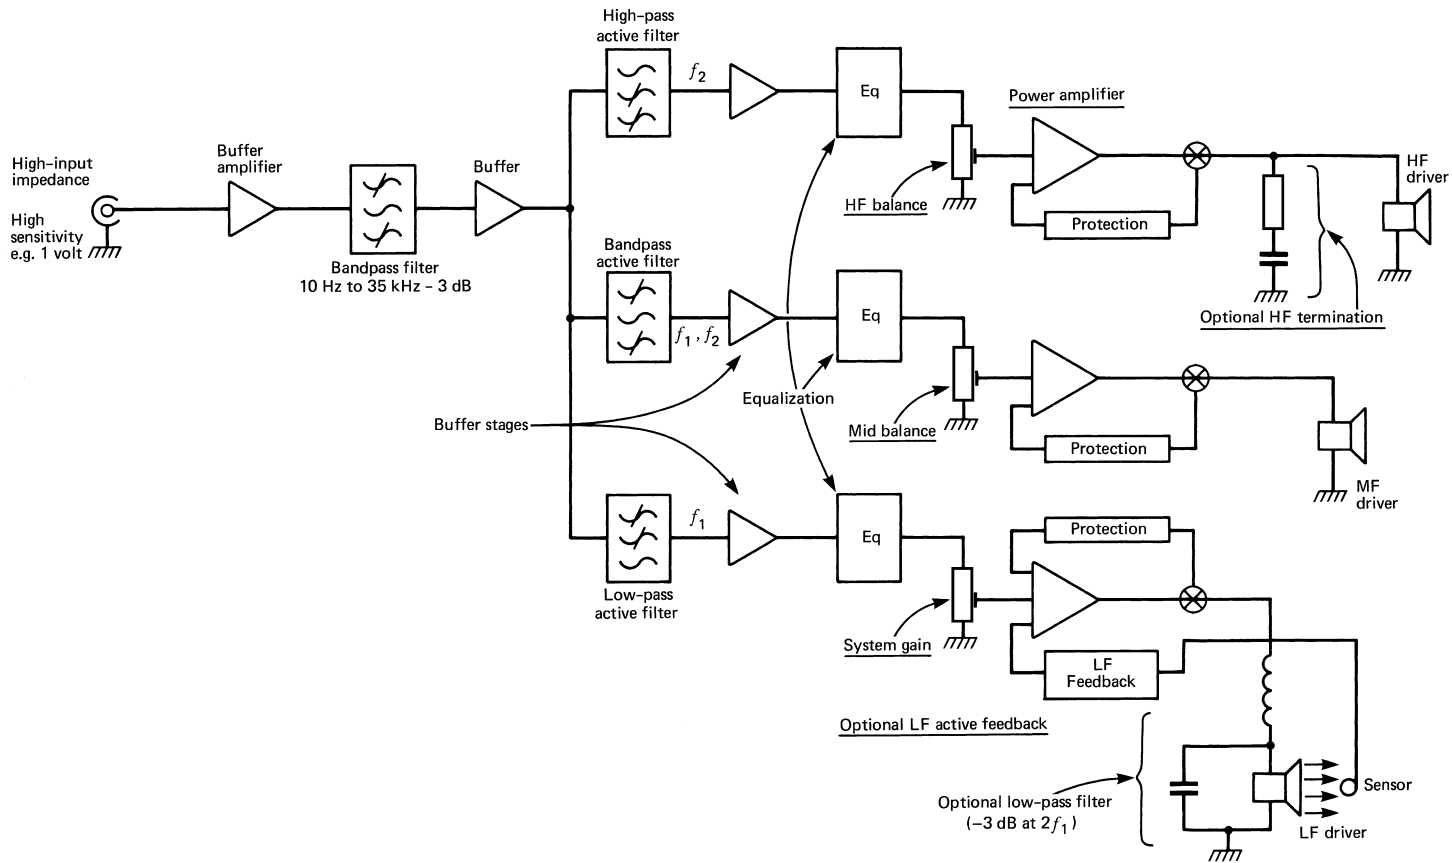 High-pass
active filter
f2
Eq
Power amplifier
HF balance
Protection
HF
driver
Optional HF termination
High-input
impedance
High
sensitivity
e.g. 1 volt
Buffer
amplifier
Bandpass filter
10 Hz to 35 kHz – 3 dB
Buffer
Bandpass
active filter
f1, f2
Eq
Equalization
Buffer stages
Mid balance
Protection
MF
driver
f1
Low-pass
active filter
Eq
System gain
Protection
LF
Feedback
Optional LF active feedback
Optional low-pass filter
(–3 dB at 2f1)
Sensor
LF driver